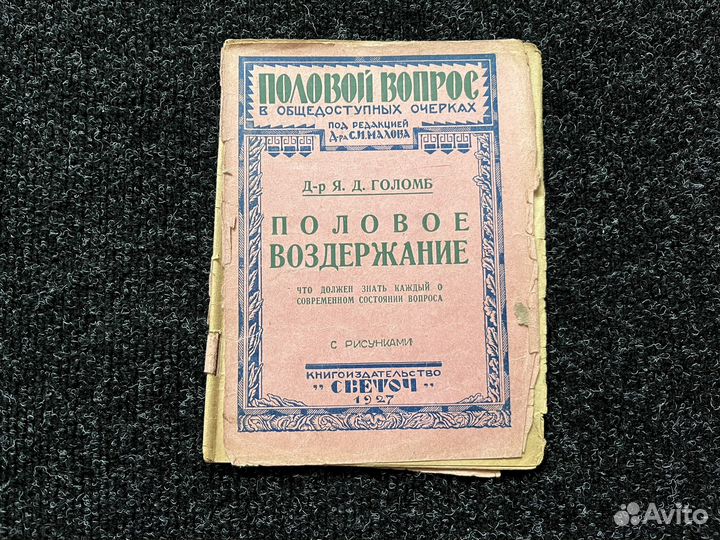 ПОЛОВОЙ ВОПРОС
В ОБЩЕДОСТУПНЫХ ОЧЕРКАХ
ПОД РЕДАКЦИЕЙ
Д-РА С.И. МАЛОВА
Д-р Я. Д. ГОЛОМБ
ПОЛОВОЕ
ВОЗДЕРЖАНИЕ
ЧТО ДОЛЖЕН ЗНАТЬ КАЖДЫЙ О
СОВРЕМЕННОМ СОСТОЯНИИ ВОПРОСА
С РИСУНКАМИ
КНИГОИЗДАТЕЛЬСТВО
„СВЕТОЧ“
1927
Avito